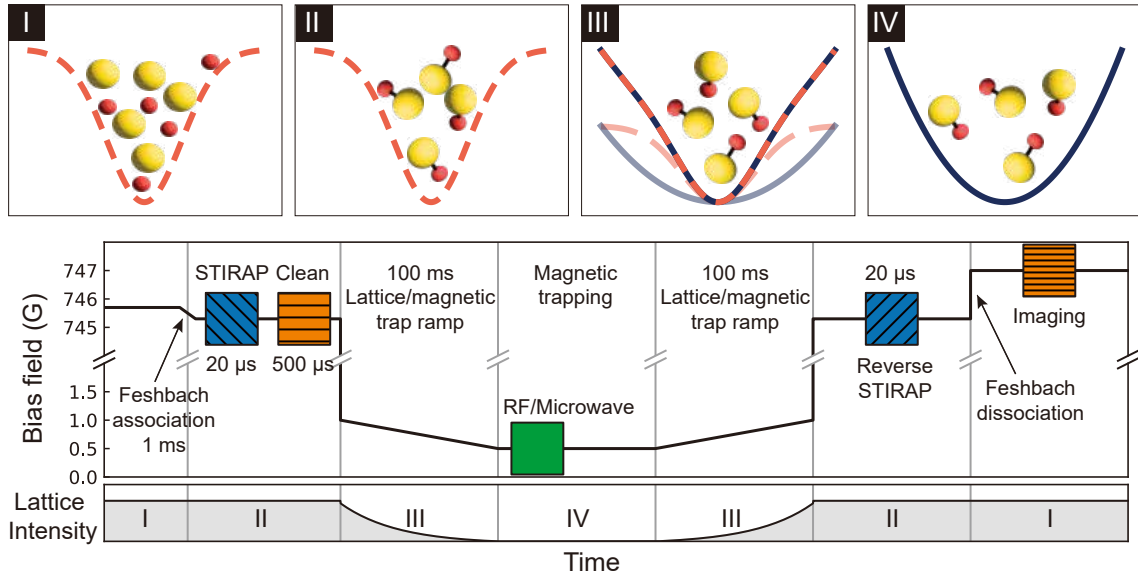 I
II
III
IV
Bias field (G)
747
746
745
1.5
1.0
0.5
0.0
STIRAP
Clean
20 µs
500 µs
Feshbach
association
1 ms
100 ms
Lattice/magnetic
trap ramp
Magnetic
trapping
RF/Microwave
100 ms
Lattice/magnetic
trap ramp
20 µs
Reverse
STIRAP
Imaging
Feshbach
dissociation
Lattice
Intensity
I
II
III
IV
III
II
I
Time